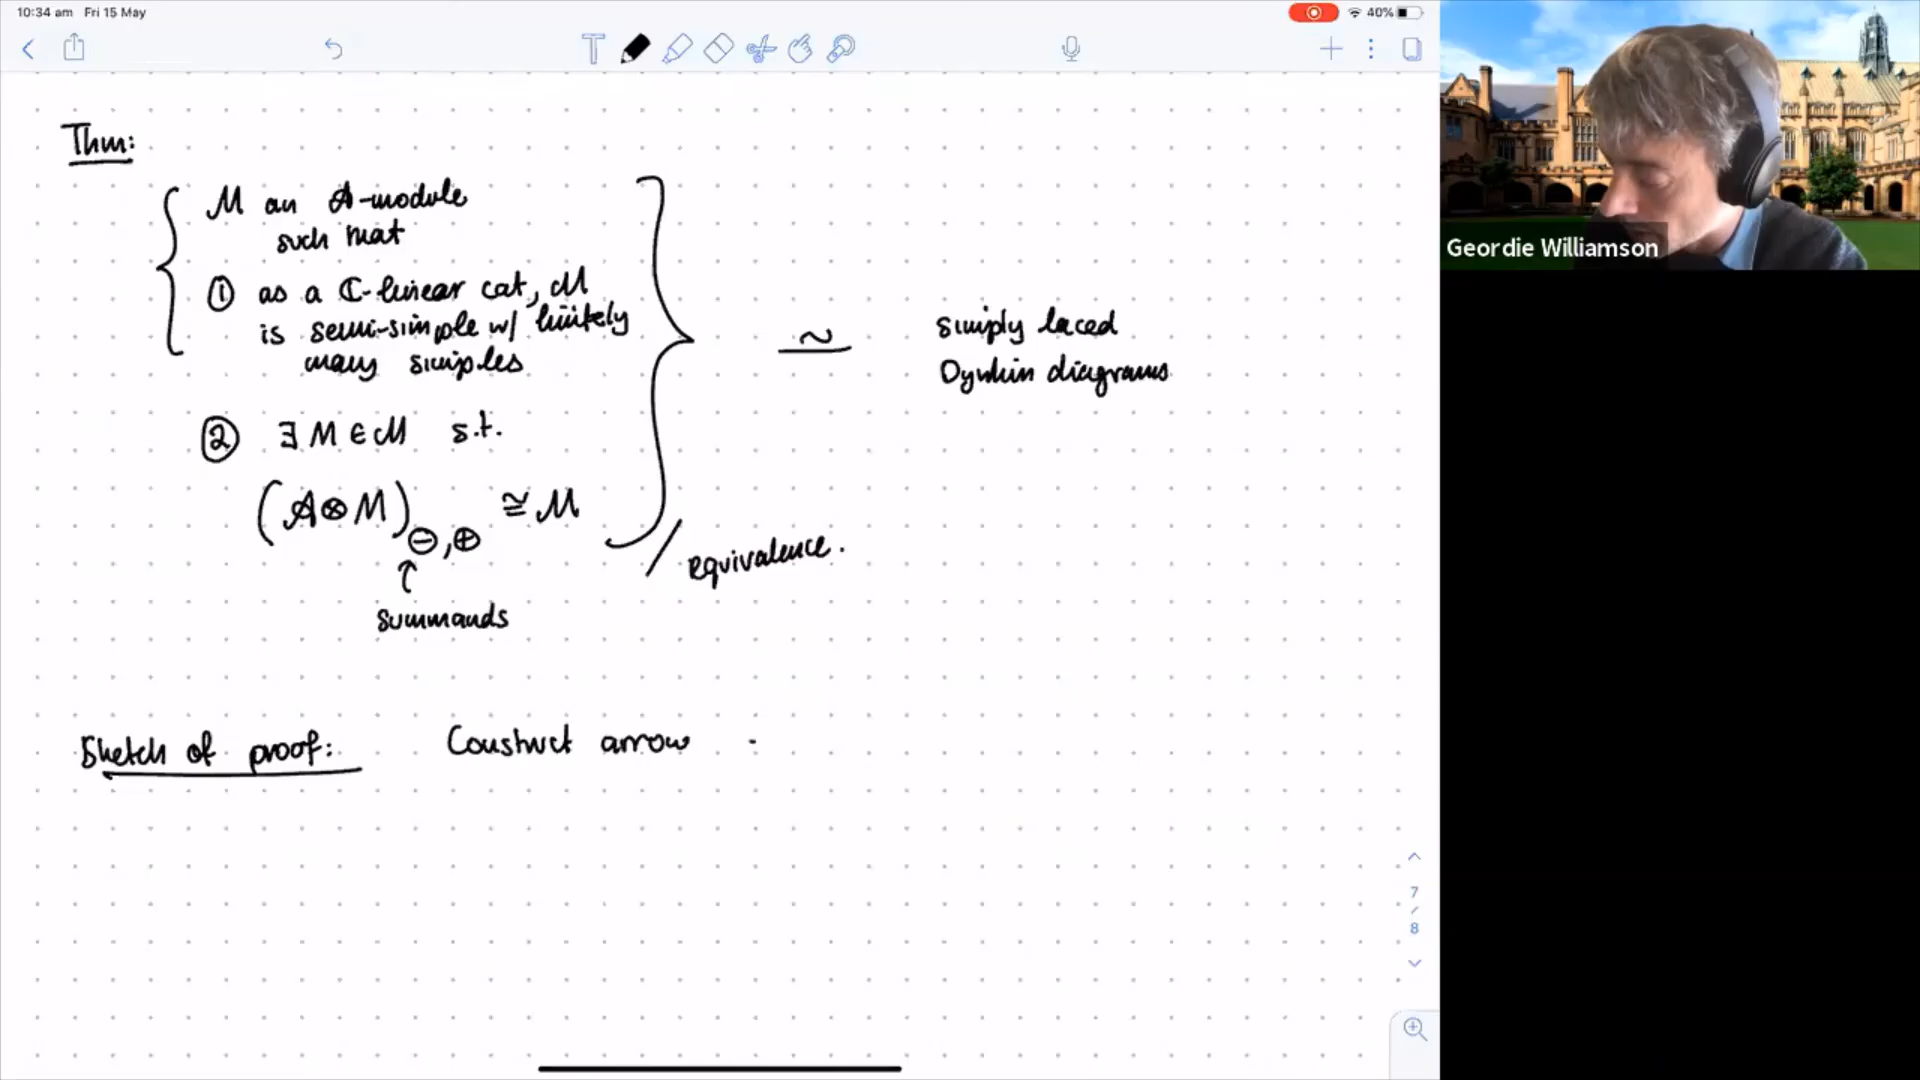 10:34 am Fri 15 May
40%
Geordie Williamson
Thm:
M an A-module
such that
① as a ℂ-linear cat, M
is semi-simple w/ finitely
many simples
② ∃ M ∈ M s.t.
(A⊗M)⊖,⊕ ≅ M
↑
summands
/ equivalence.
∼
simply laced
Dynkin diagrams
Sketch of proof: Construct arrow
7
/
8